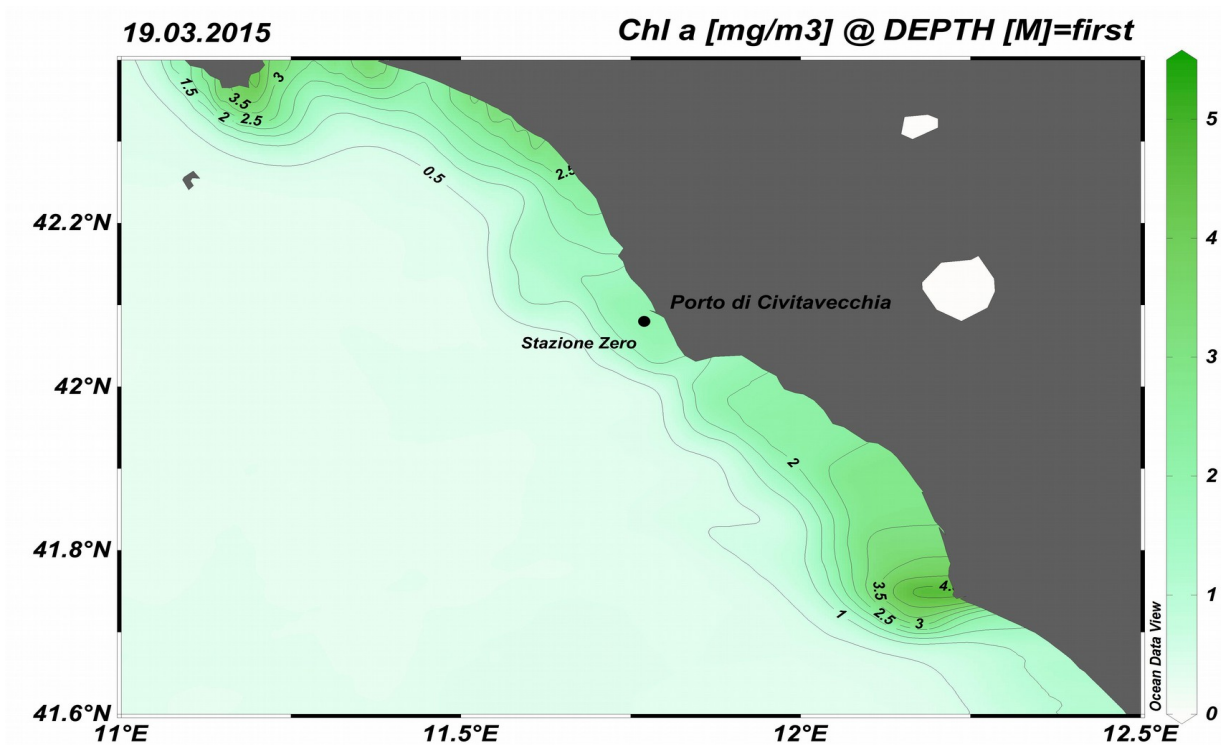 19.03.2015
Chl a [mg/m3] @ DEPTH [M]=first
3
1.5
3.5
2
2.5
0.5
2.5
5
42.2°N
4
Porto di Civitavecchia
Stazione Zero
3
42°N
2
2
41.8°N
3.5
4.
1
2.5
3
1
Ocean Data View
41.6°N
0
11°E
11.5°E
12°E
12.5°E